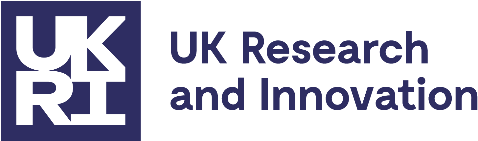 UK
RI
UK Research
and Innovation